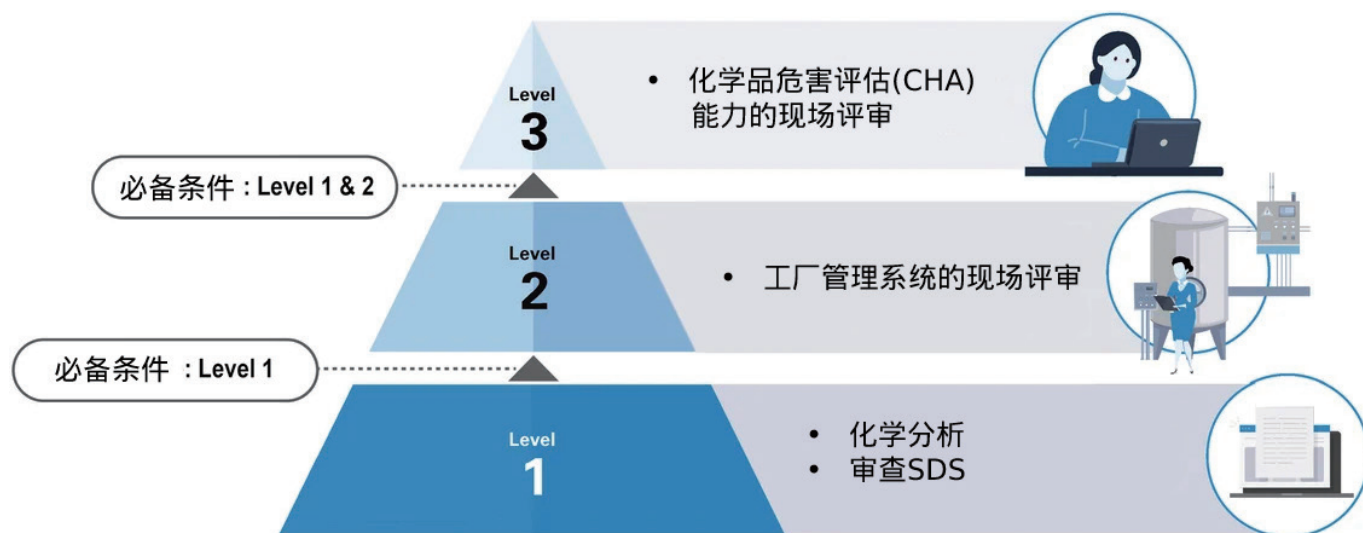 Level
3
• 化学品危害评估(CHA)
能力的现场评审
必备条件 : Level 1 & 2
Level
2
• 工厂管理系统的现场评审
必备条件 : Level 1
Level
1
• 化学分析
• 审查SDS